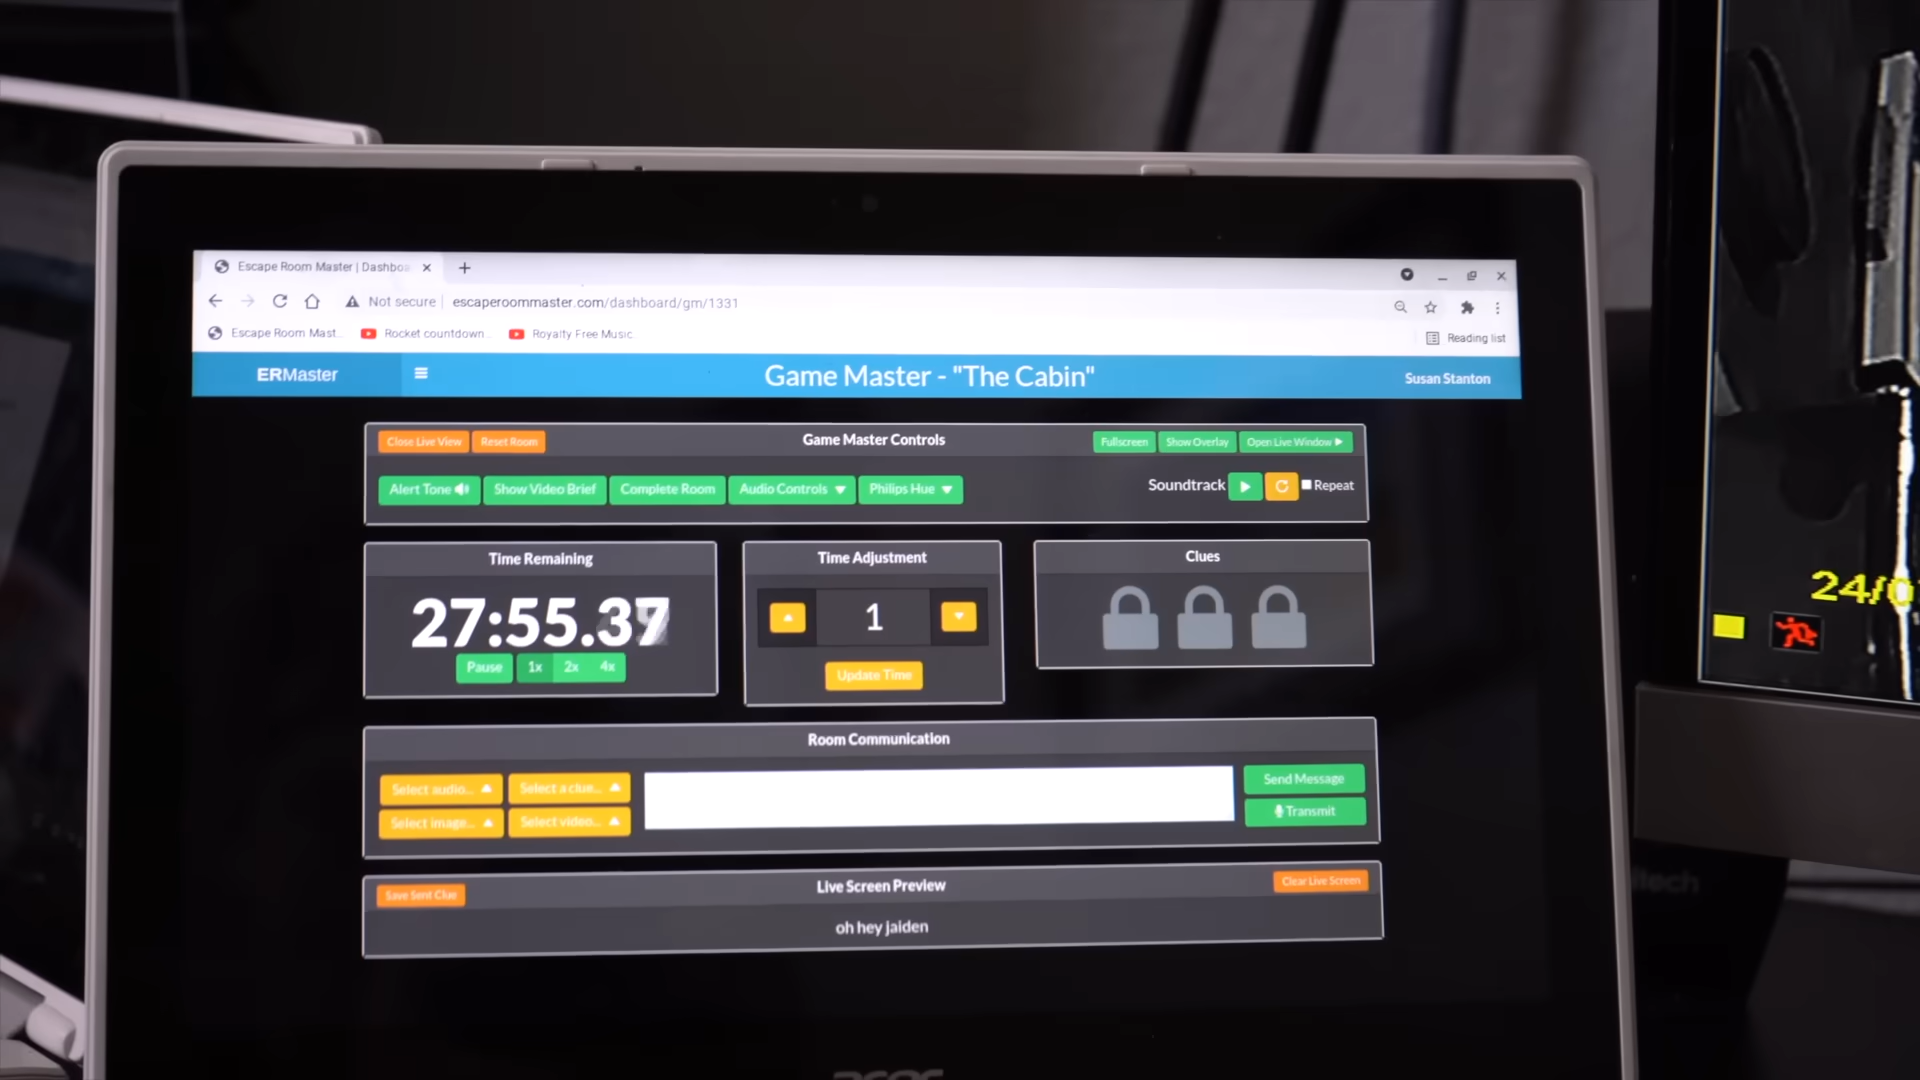 Escape Room Master | Dashboa
Not secure escaperoommaster.com/dashboard/gm/1331
Escape Room Mast... Rocket countdown... Royalty Free Music...
Reading list
ERMaster Game Master - "The Cabin" Susan Stanton
Close Live View Reset Room Game Master Controls Fullscreen Show Overlay Open Live Window
Alert Tone Show Video Brief Complete Room Audio Controls Philips Hue Soundtrack Repeat
Time Remaining Time Adjustment Clues
27:55.37 1
Pause 1x 2x 4x Update Time
24/0
Room Communication
Select audio... Select a clue... Send Message
Select image... Select video... Transmit
Save Sent Clue Live Screen Preview Clear Live Screen
oh hey jaiden
acer